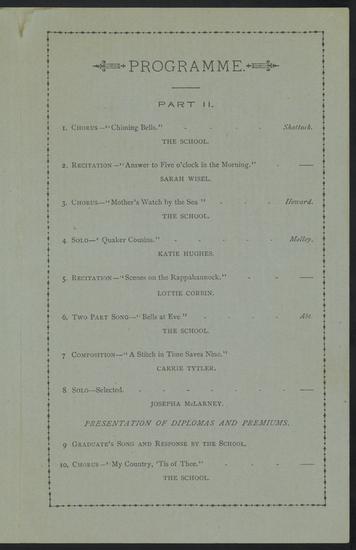 PROGRAMME.
PART II.
1. CHORUS—"Chiming Bells." - - - - Shattuck.
THE SCHOOL.
2. RECITATION—"Answer to Five o'clock in the Morning." - ——
SARAH WISEL.
3. CHORUS—"Mother's Watch by the Sea" - - - Howard.
THE SCHOOL.
4. SOLO—' Quaker Cousins." - - - - - Molloy.
KATIE HUGHES.
5. RECITATION—"Scenes on the Rappahannock." - - ——
LOTTIE CORBIN.
6. TWO PART SONG—"Bells at Eve" - - - - Abt.
THE SCHOOL.
7 COMPOSITION—"A Stitch in Time Saves Nine."
CARRIE TYTLER.
8 SOLO—Selected. - - - - - - ——
JOSEPHA McLARNEY.
PRESENTATION OF DIPLOMAS AND PREMIUMS.
9 GRADUATE'S SONG AND RESPONSE BY THE SCHOOL.
10. CHORUS—' My Country, 'Tis of Thee." - - - ——
THE SCHOOL.